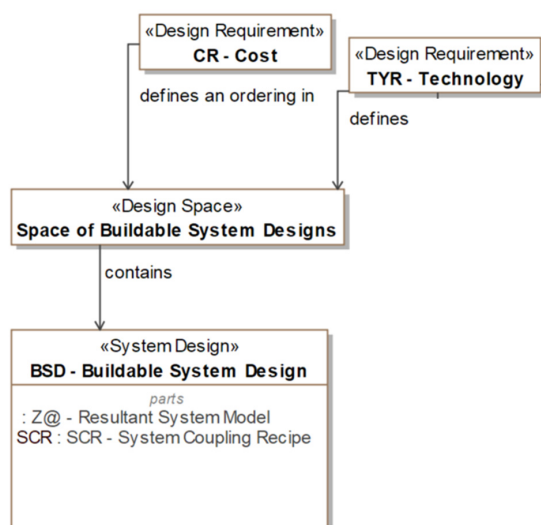 «Design Requirement»
CR - Cost
«Design Requirement»
TYR - Technology
defines an ordering in
defines
«Design Space»
Space of Buildable System Designs
contains
«System Design»
BSD - Buildable System Design
parts
: Z@ - Resultant System Model
SCR : SCR - System Coupling Recipe